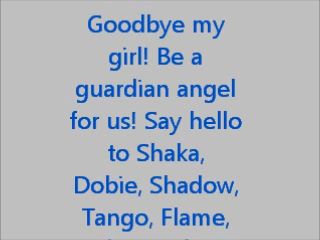 Goodbye my
girl! Be a
guardian angel
for us! Say hello
to Shaka,
Dobie, Shadow,
Tango, Flame,